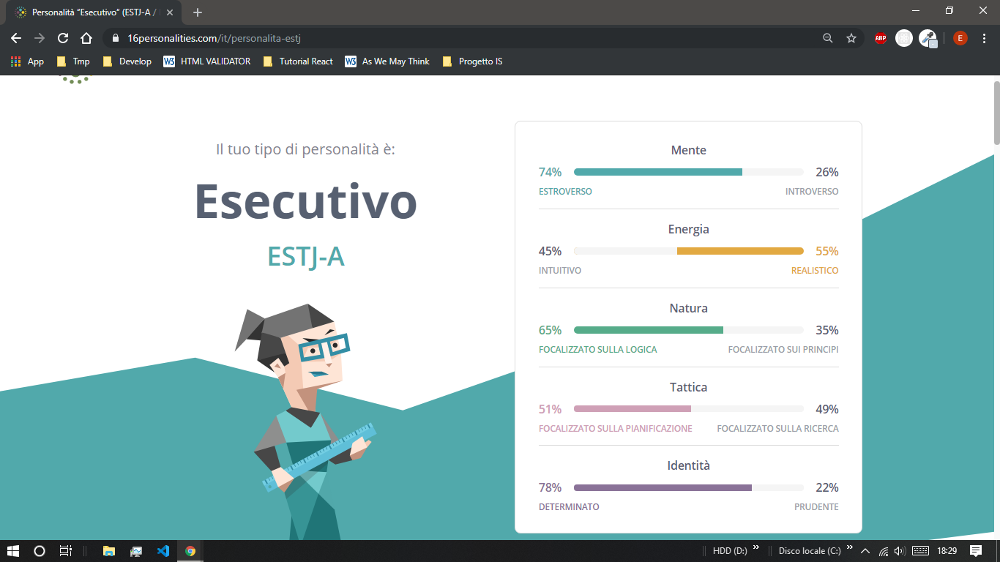 Personalità “Esecutivo” (ESTJ-A /
16personalities.com/it/personalita-estj
ABP
E
App
Tmp
Develop
W3
HTML VALIDATOR
Tutorial React
W3
As We May Think
Progetto IS
Il tuo tipo di personalità è:
Esecutivo
ESTJ-A
Mente
74% 26%
ESTROVERSO INTROVERSO
Energia
45% 55%
INTUITIVO REALISTICO
Natura
65% 35%
FOCALIZZATO SULLA LOGICA FOCALIZZATO SUI PRINCIPI
Tattica
51% 49%
FOCALIZZATO SULLA PIANIFICAZIONE FOCALIZZATO SULLA RICERCA
Identità
78% 22%
DETERMINATO PRUDENTE
HDD (D:) Disco locale (C:) 18:29